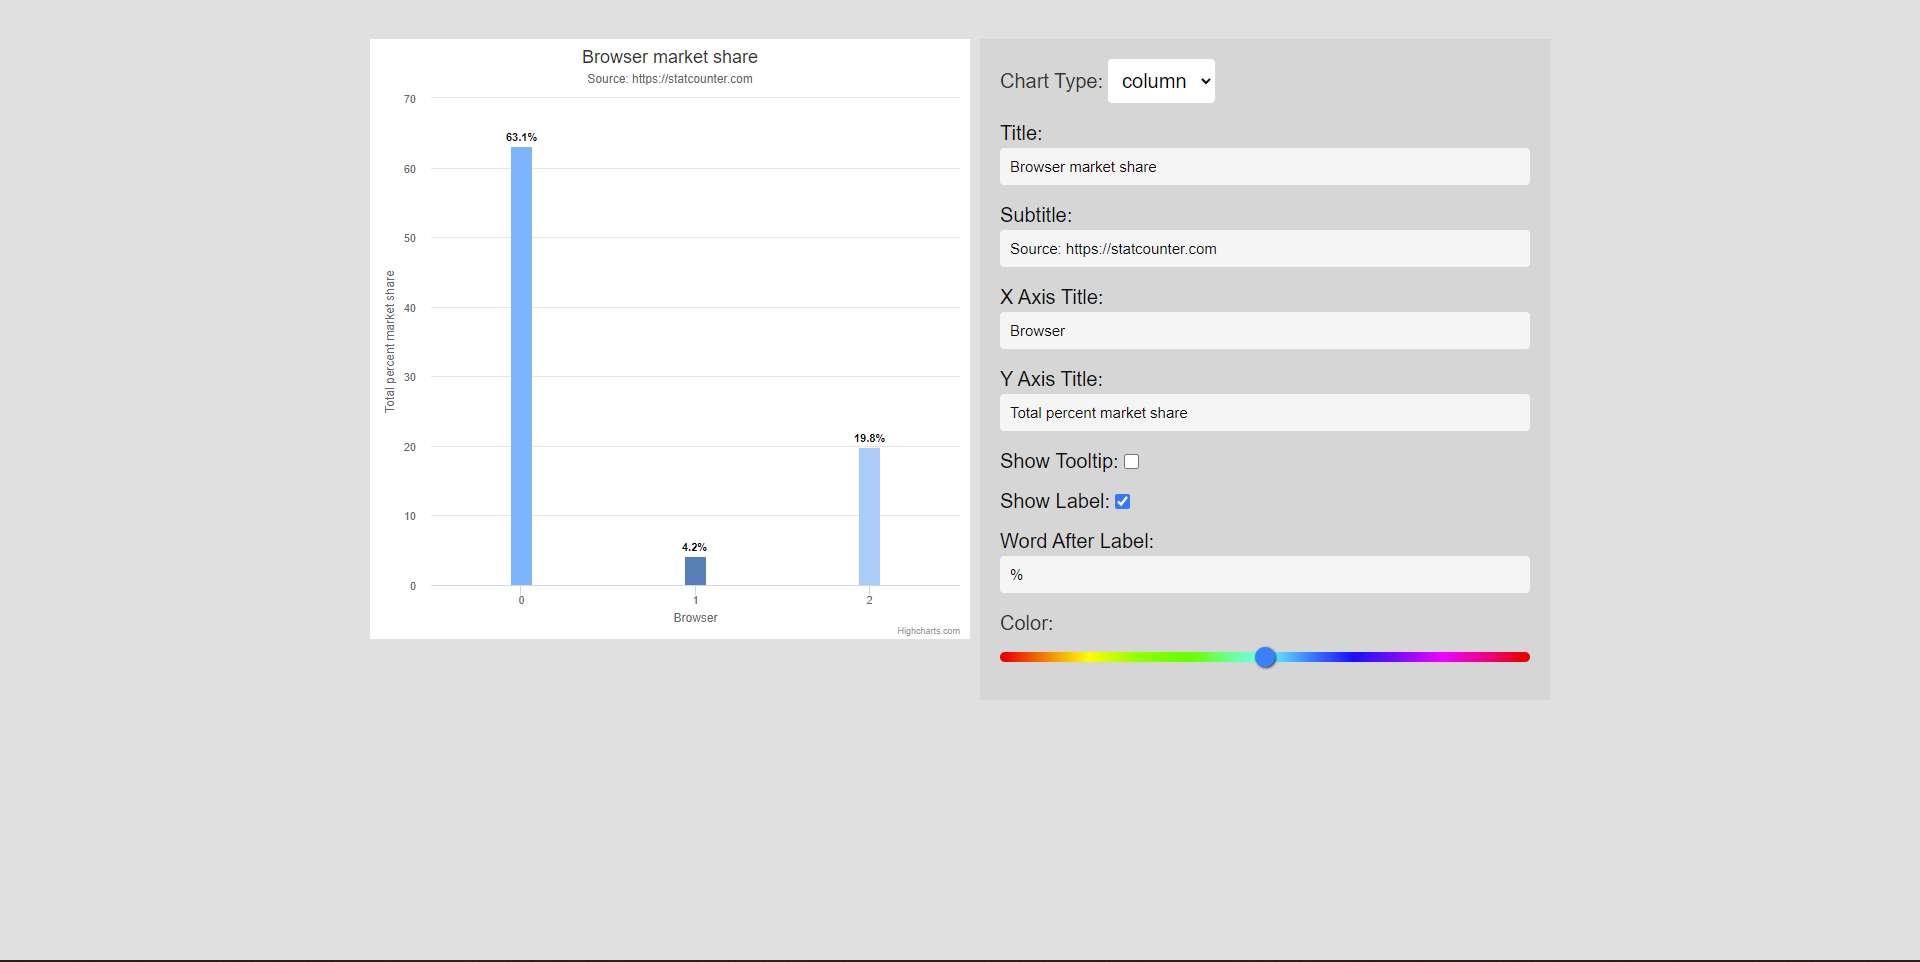 Browser market share
Source: https://statcounter.com
70
60
50
40
30
20
10
0
Total percent market share
63.1%
4.2%
19.8%
0
1
2
Browser
Highcharts.com
Chart Type: column
Title:
Browser market share
Subtitle:
Source: https://statcounter.com
X Axis Title:
Browser
Y Axis Title:
Total percent market share
Show Tooltip:
Show Label:
Word After Label:
%
Color: